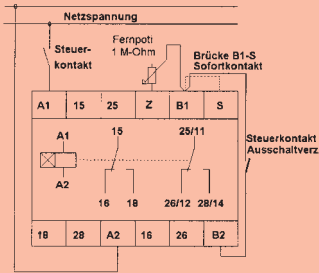 Netzspannung
Fernpoti
1 M-Ohm
Steuer-
kontakt
Brücke B1-S
Sofortkontakt
A1 15 25 Z B1 S
A1 15 25/11
Steuerkontakt
Ausschaltverz.
A2
16 18 26/12 28/14
18 28 A2 16 26 B2